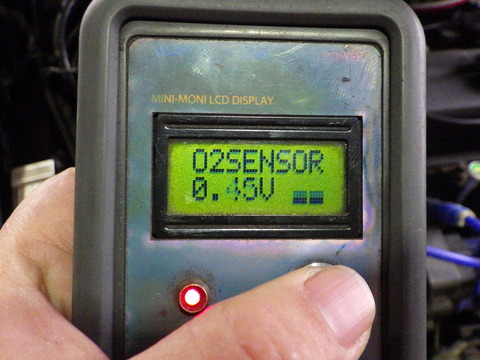 MINI-MONI LCD DISPLAY
O2SENSOR
0.45V